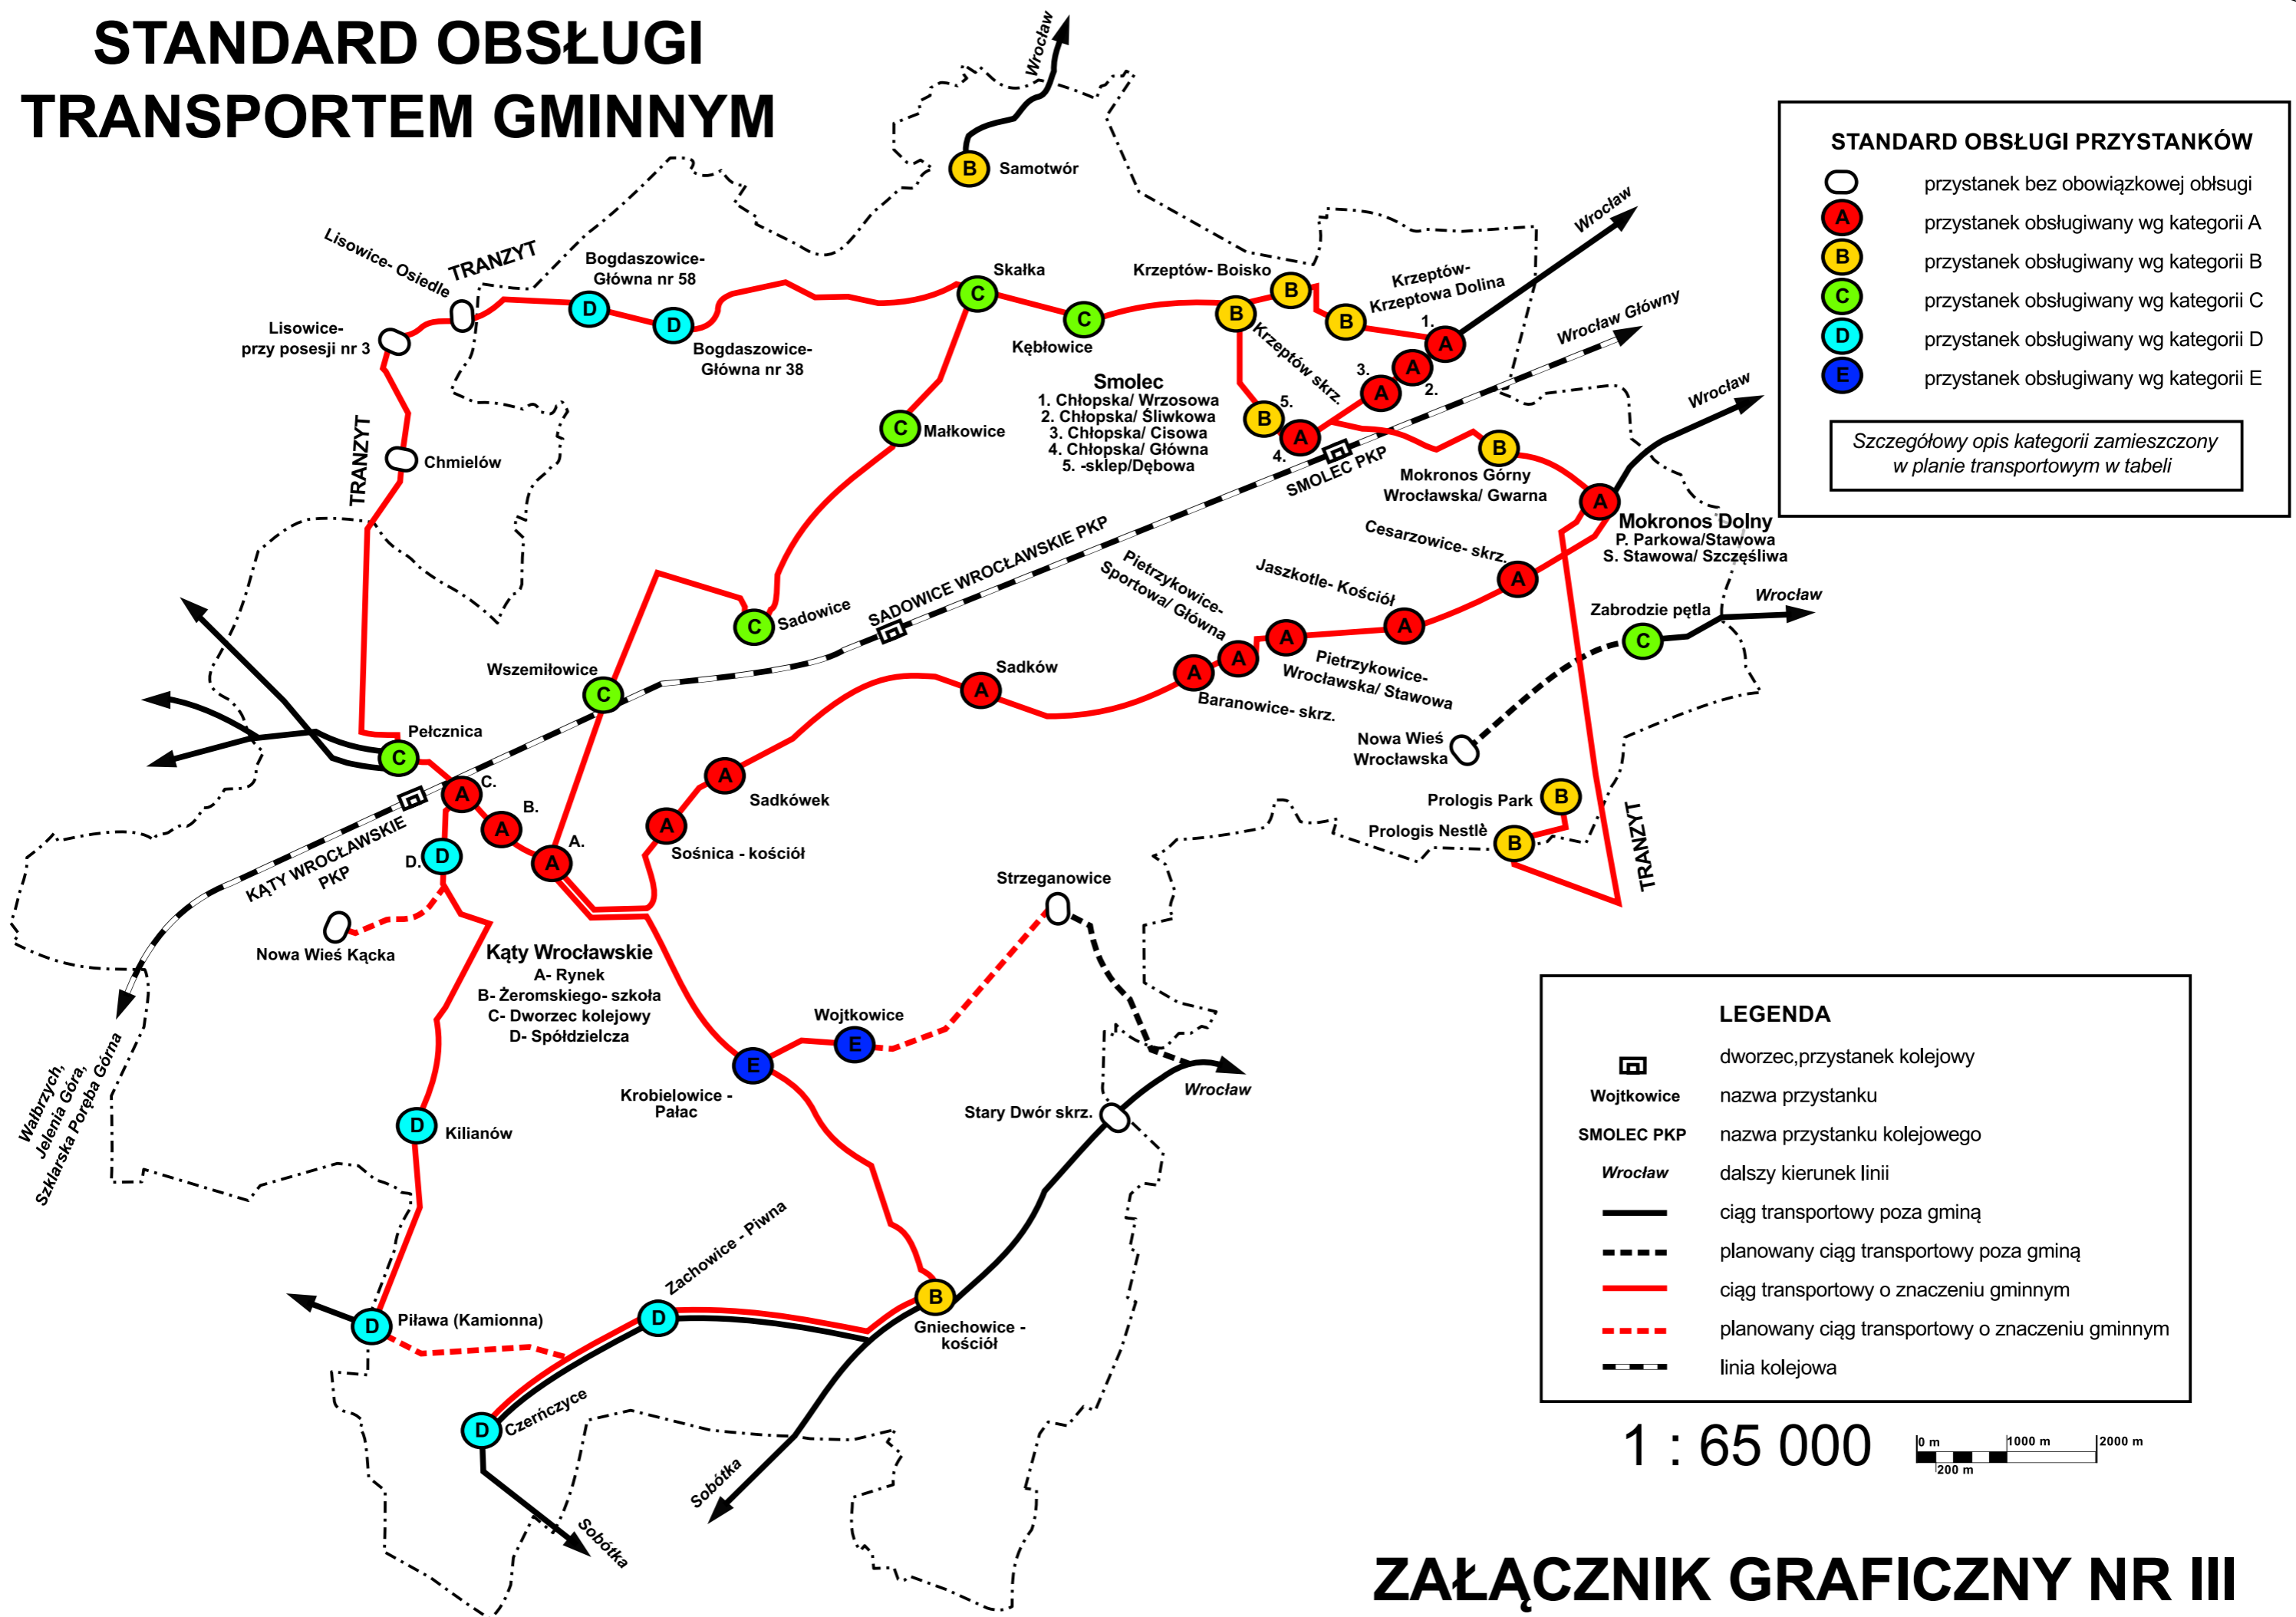 STANDARD OBSŁUGI
TRANSPORTEM GMINNYM
Wrocław
B
Samotwór
STANDARD OBSŁUGI PRZYSTANKÓW
przystanek bez obowiązkowej obłsugi
A
przystanek obsługiwany wg kategorii A
B
przystanek obsługiwany wg kategorii B
C
przystanek obsługiwany wg kategorii C
D
przystanek obsługiwany wg kategorii D
E
przystanek obsługiwany wg kategorii E
Szczegółowy opis kategorii zamieszczony
w planie transportowym w tabeli
Lisowice- Osiedle
TRANZYT
Lisowice-
przy posesji nr 3
Bogdaszowice-
Główna nr 58
D
D
Bogdaszowice-
Główna nr 38
Skałka
C
C
Kębłowice
Krzeptów- Boisko
B
B
B
Krzeptów-
Krzeptowa Dolina
Krzeptów skrz.
Wrocław
Wrocław Główny
1.
A
A
2.
3.
A
Smolec
1. Chłopska/ Wrzosowa
2. Chłopska/ Śliwkowa
3. Chłopska/ Cisowa
4. Chłopska/ Główna
5. -sklep/Dębowa
5.
B
4.
A
SMOLEC PKP
B
Mokronos Górny
Wrocławska/ Gwarna
Wrocław
A
Mokronos Dolny
P. Parkowa/Stawowa
S. Stawowa/ Szczęśliwa
TRANZYT
Chmielów
C
Małkowice
Cesarzowice- skrz.
A
Jaszkotle- Kościół
A
Pietrzykowice-
Sportowa/ Główna
A
A
Pietrzykowice-
Wrocławska/ Stawowa
A
Baranowice- skrz.
SADOWICE WROCŁAWSKIE PKP
C
Sadowice
Wszemiłowice
C
Sadków
A
Zabrodzie pętla
C
Wrocław
Nowa Wieś
Wrocławska
Pełcznica
C
A
C.
A
B.
A
A.
D
D.
KĄTY WROCŁAWSKIE
PKP
A
Sadkówek
A
Sośnica - kościół
Prologis Park
B
Prologis Nestlè
B
TRANZYT
Nowa Wieś Kącka
Kąty Wrocławskie
A- Rynek
B- Żeromskiego- szkoła
C- Dworzec kolejowy
D- Spółdzielcza
Strzeganowice
Wojtkowice
E
E
Krobielowice -
Pałac
Wrocław
Stary Dwór skrz.
Wałbrzych,
Jelenia Góra,
Szklarska Poręba Górna
D
Kilianów
D
Piława (Kamionna)
Zachowice - Piwna
D
B
Gniechowice -
kościół
D
Czerńczyce
Sobótka
Sobótka
LEGENDA
dworzec,przystanek kolejowy
Wojtkowice
nazwa przystanku
SMOLEC PKP
nazwa przystanku kolejowego
Wrocław
dalszy kierunek linii
ciąg transportowy poza gminą
planowany ciąg transportowy poza gminą
ciąg transportowy o znaczeniu gminnym
planowany ciąg transportowy o znaczeniu gminnym
linia kolejowa
1 : 65 000
0 m
1000 m
2000 m
200 m
ZAŁĄCZNIK GRAFICZNY NR III